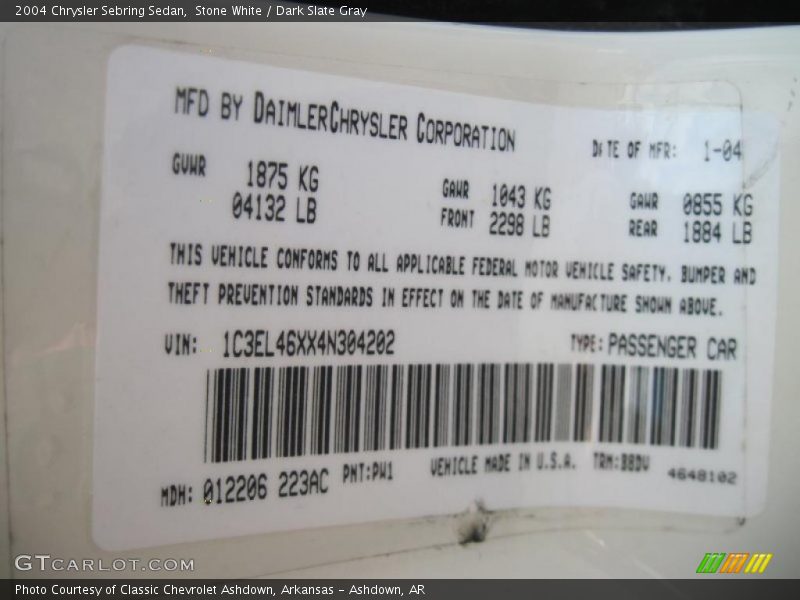 2004 Chrysler Sebring Sedan,  Stone White / Dark Slate Gray
MFD BY DAIMLERCHRYSLER CORPORATION
DATE OF MFR: 1-04
GVWR 1875 KG
04132 LB
GAWR 1043 KG
FRONT 2298 LB
GAWR 0855 KG
REAR 1884 LB
THIS VEHICLE CONFORMS TO ALL APPLICABLE FEDERAL MOTOR VEHICLE SAFETY, BUMPER AND
THEFT PREVENTION STANDARDS IN EFFECT ON THE DATE OF MANUFACTURE SHOWN ABOVE.
VIN: 1C3EL46XX4N304202
TYPE: PASSENGER CAR
MDH: 012206 223AC PNT:PW1 VEHICLE MADE IN U.S.A. TRM:BBDV 4648102
GTCARLOT.COM
Photo Courtesy of Classic Chevrolet Ashdown, Arkansas - Ashdown, AR